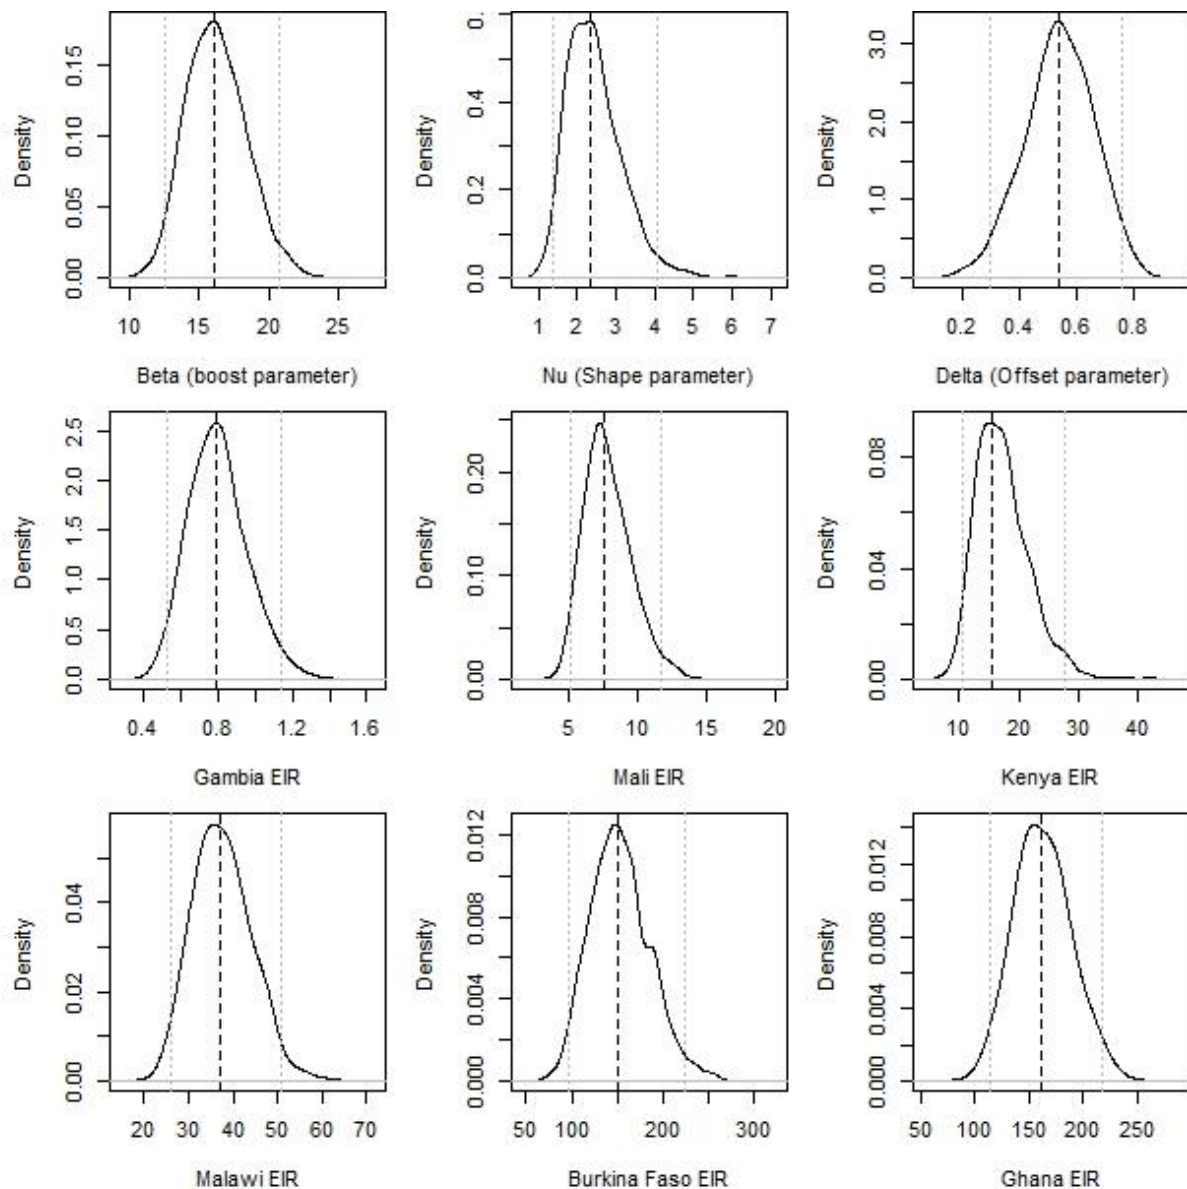 Density
0.00 0.05 0.10 0.15
10 15 20 25
Beta (boost parameter)
Density
0.0 0.2 0.4 0.
1 2 3 4 5 6 7
Nu (Shape parameter)
Density
0.0 1.0 2.0 3.0
0.2 0.4 0.6 0.8
Delta (Offset parameter)
Density
0.0 0.5 1.0 1.5 2.0 2.5
0.4 0.8 1.2 1.6
Gambia EIR
Density
0.00 0.10 0.20
5 10 15 20
Mali EIR
Density
0.00 0.04 0.08
10 20 30 40
Kenya EIR
Density
0.00 0.02 0.04
20 30 40 50 60 70
Malawi EIR
Density
0.000 0.004 0.008 0.012
50 100 200 300
Burkina Faso EIR
Density
0.000 0.004 0.012
50 100 150 200 250
Ghana EIR